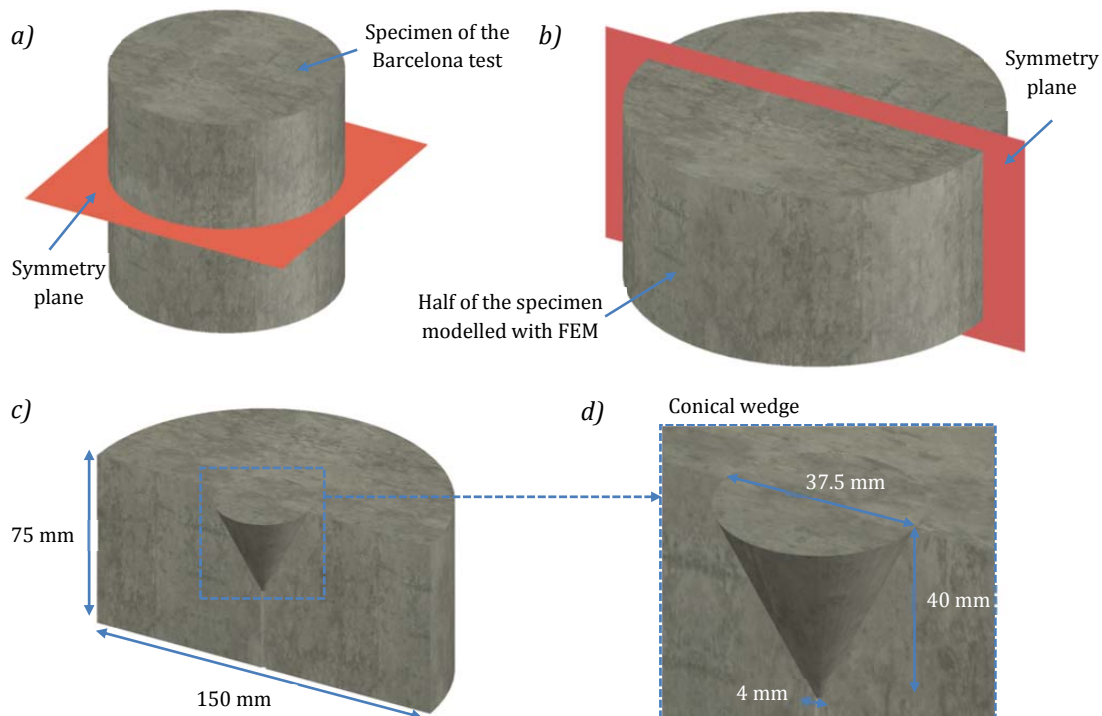 a)
Specimen of the
Barcelona test
Symmetry
plane
b)
Symmetry
plane
Half of the specimen
modelled with FEM
c)
75 mm
150 mm
d)
Conical wedge
37.5 mm
40 mm
4 mm